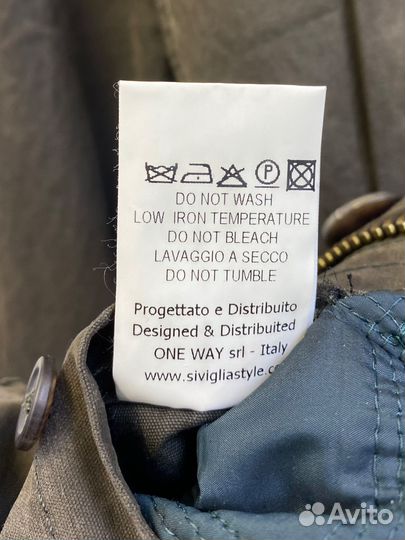 P
DO NOT WASH
LOW IRON TEMPERATURE
DO NOT BLEACH
LAVAGGIO A SECCO
DO NOT TUMBLE
Progettato e Distribuito
Designed & Distribuited
ONE WAY srl - Italy
www.sivigliastyle.co
Avito